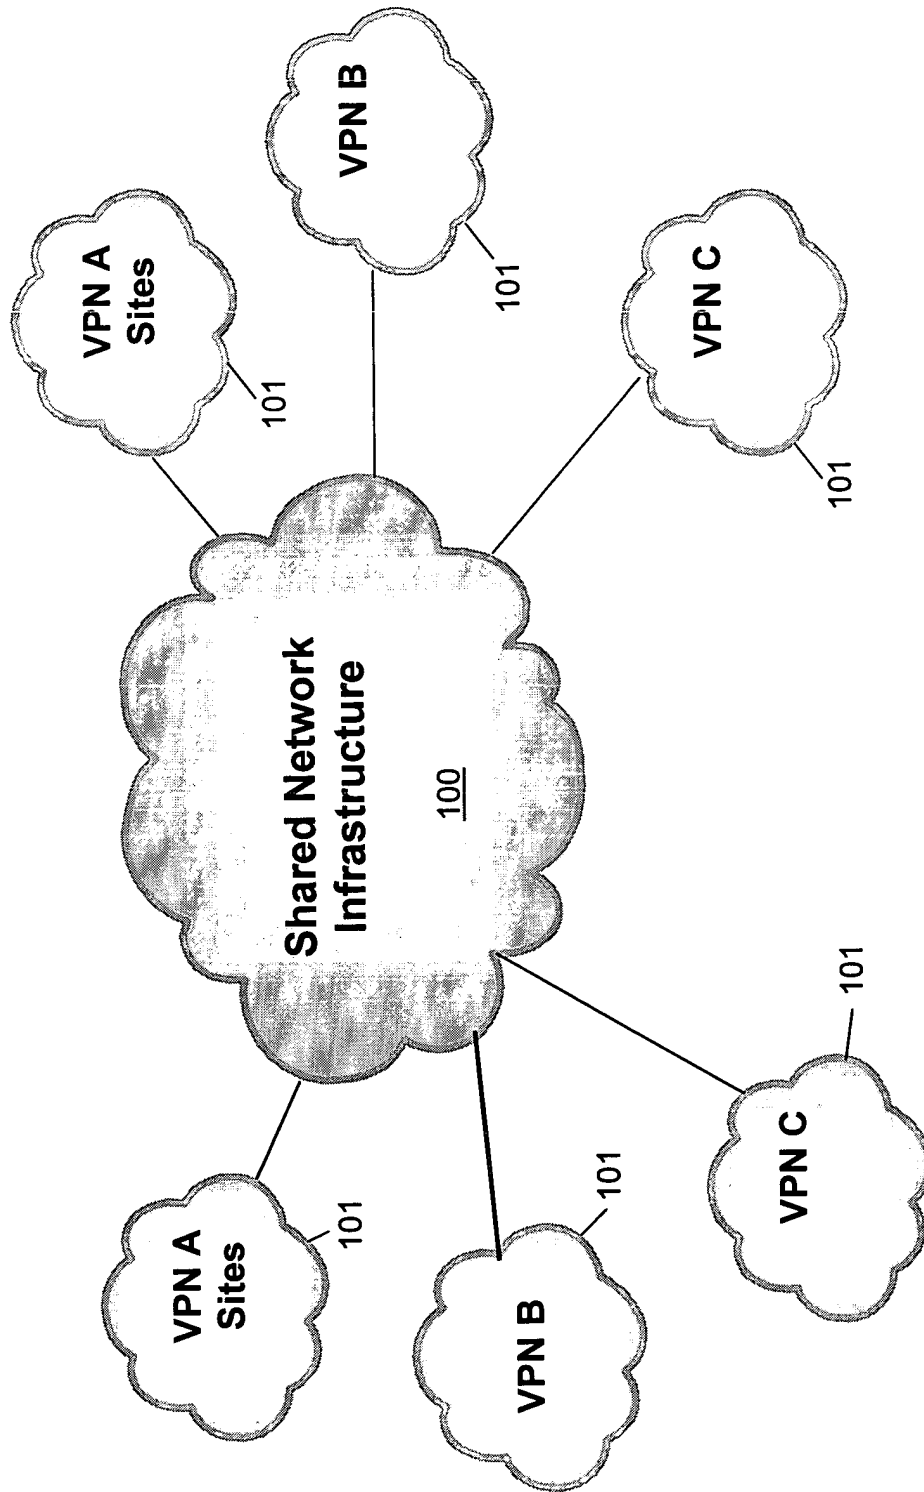 VPN A
Sites
101
VPN B
101
VPN C
101
Shared Network
Infrastructure
100
VPN A
Sites
101
VPN B
101
VPN C
101